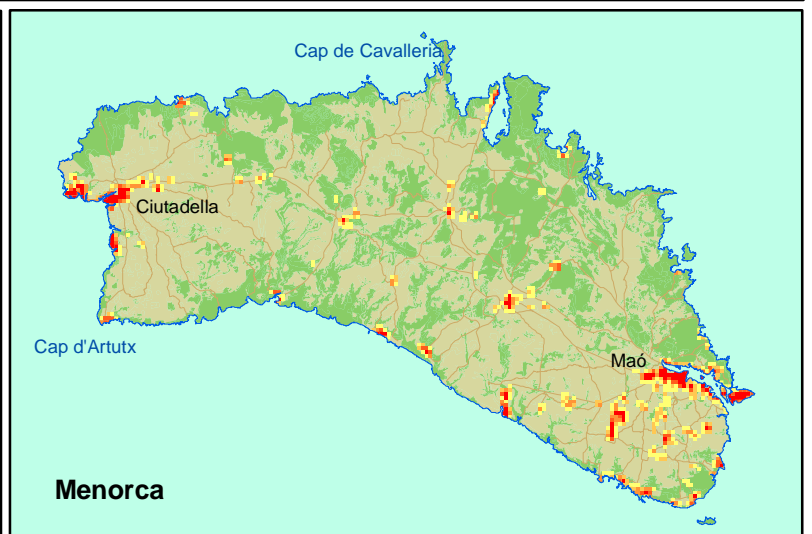 Cap de Cavalleria
Ciutadella
Cap d'Artutx
Maó
Menorca